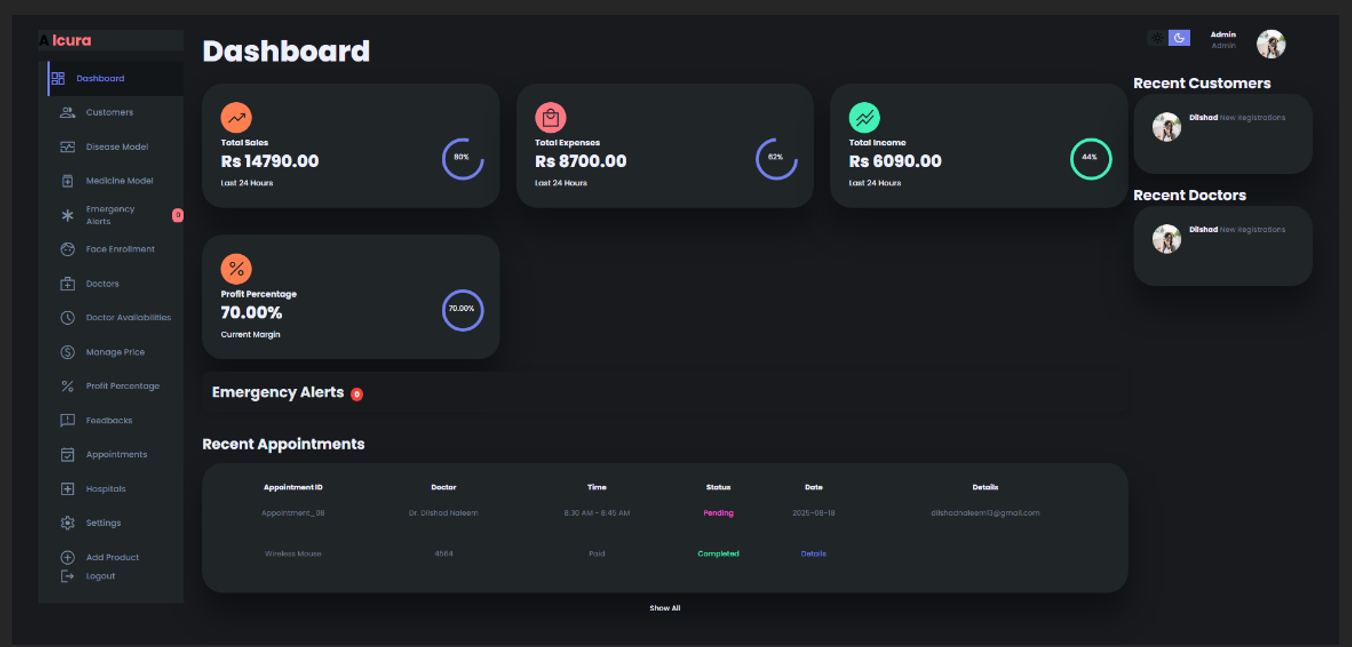 AIcura
Dashboard
Customers
Disease Model
Medicine Model
Emergency
Alerts
0
Face Enrollment
Doctors
Doctor Availabilities
Manage Price
Profit Percentage
Feedbacks
Appointments
Hospitals
Settings
Add Product
Logout
Dashboard
Total Sales
Rs 14790.00
Last 24 Hours
80%
Total Expenses
Rs 8700.00
Last 24 Hours
62%
Total Income
Rs 6090.00
Last 24 Hours
44%
Profit Percentage
70.00%
Current Margin
70.00%
Emergency Alerts 0
Recent Appointments
Appointment ID Doctor Time Status Date Details
Appointment_08 Dr. Dilshad Naleem 8:30 AM - 8:45 AM Pending 2025-08-18 dilshadnaleem13@gmail.com
Wireless Mouse 4564 Paid Completed Details
Show All
Admin
Admin
Recent Customers
Dilshad New Registrations
Recent Doctors
Dilshad New Registrations